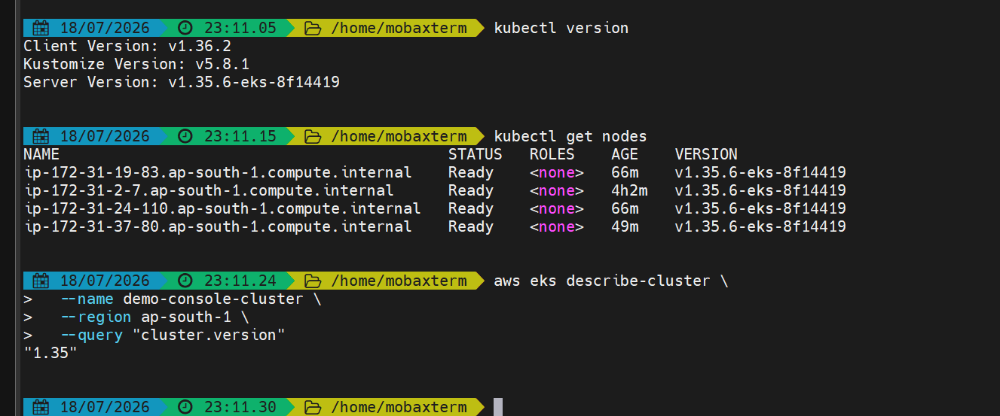 18/07/2026 23:11.05 /home/mobaxterm kubectl version
Client Version: v1.36.2
Kustomize Version: v5.8.1
Server Version: v1.35.6-eks-8f14419
18/07/2026 23:11.15 /home/mobaxterm kubectl get nodes
NAME STATUS ROLES AGE VERSION
ip-172-31-19-83.ap-south-1.compute.internal Ready <none> 66m v1.35.6-eks-8f14419
ip-172-31-2-7.ap-south-1.compute.internal Ready <none> 4h2m v1.35.6-eks-8f14419
ip-172-31-24-110.ap-south-1.compute.internal Ready <none> 66m v1.35.6-eks-8f14419
ip-172-31-37-80.ap-south-1.compute.internal Ready <none> 49m v1.35.6-eks-8f14419
18/07/2026 23:11.24 /home/mobaxterm aws eks describe-cluster \
> --name demo-console-cluster \
> --region ap-south-1 \
> --query "cluster.version"
"1.35"
18/07/2026 23:11.30 /home/mobaxterm